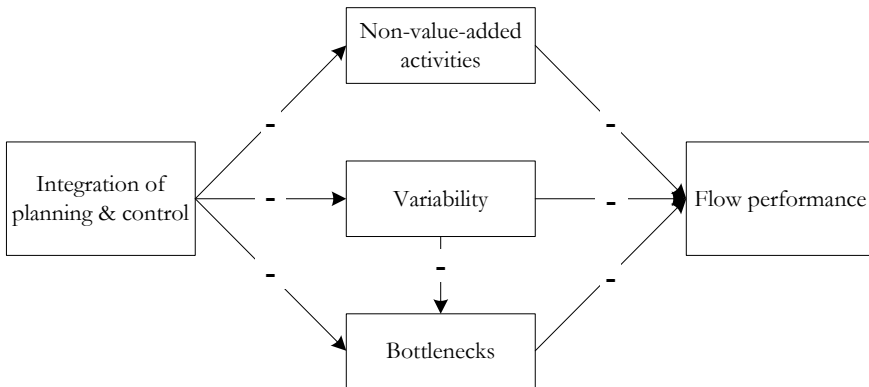 Non-value-added
activities
-
-
Integration of
planning & control
-
Variability
-
Flow performance
-
-
-
Bottlenecks